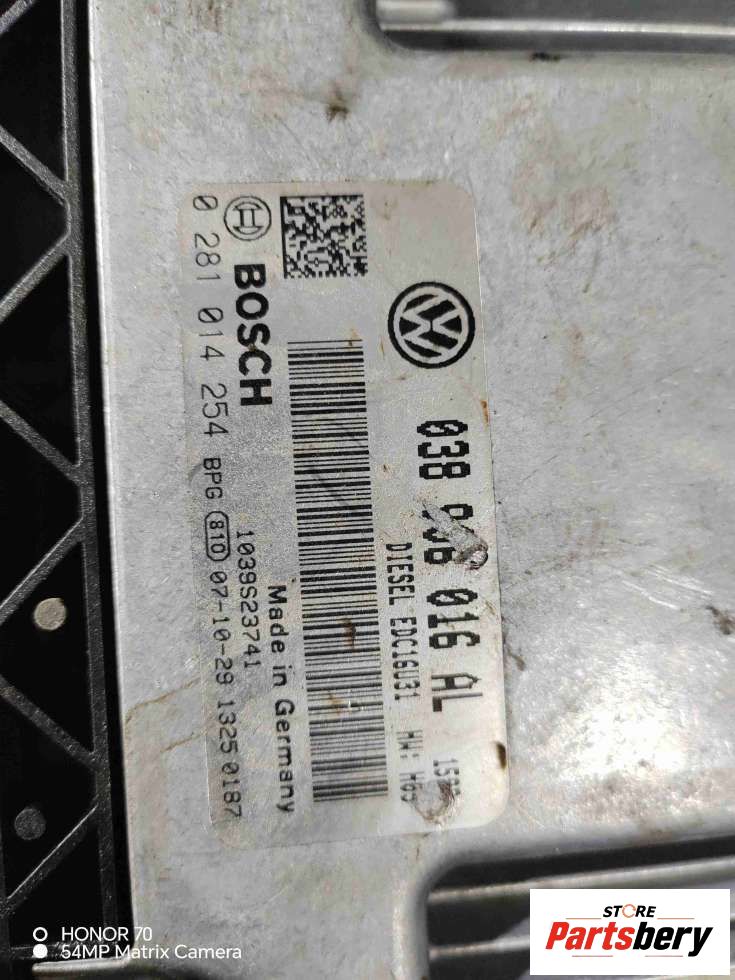 038 016 AL
DIESEL EDC16U31
BOSCH
Made in Germany
1039S23741
0 281 014 254 BPG 810 07-10-29 1325 0187
HONOR 70
54MP Matrix Camera
STORE
Partsbery